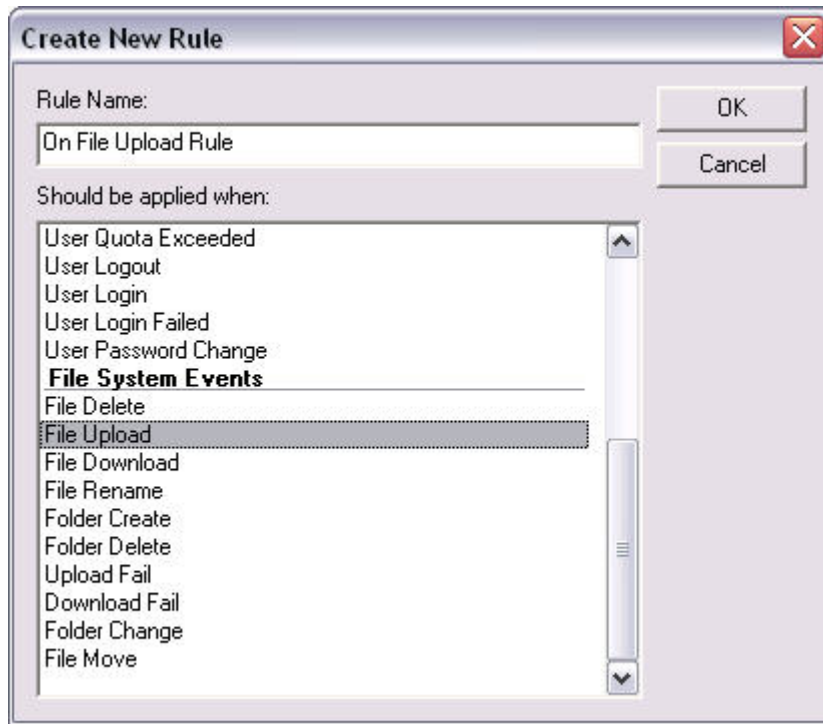 Create New Rule
Rule Name:
OK
On File Upload Rule
Cancel
Should be applied when:
User Quota Exceeded
User Logout
User Login
User Login Failed
User Password Change
File System Events
File Delete
File Upload
File Download
File Rename
Folder Create
Folder Delete
Upload Fail
Download Fail
Folder Change
File Move